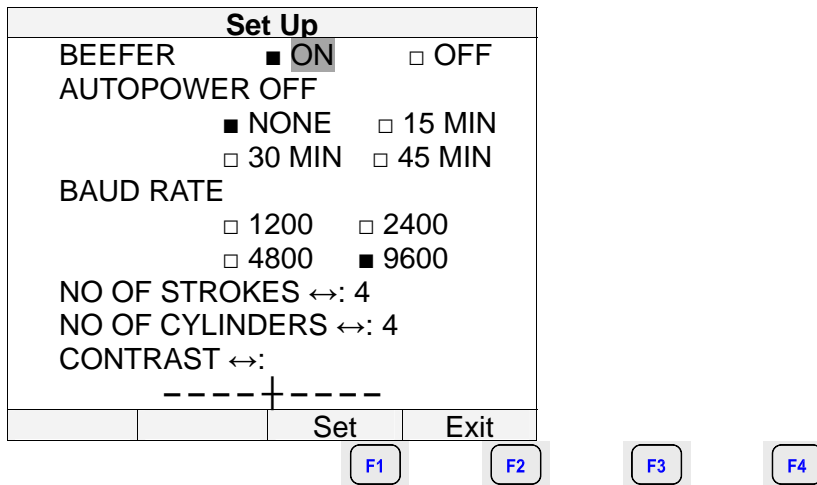 Set Up
BEEFER ■ ON □ OFF
AUTOPOWER OFF
■ NONE □ 15 MIN
□ 30 MIN □ 45 MIN
BAUD RATE
□ 1200 □ 2400
□ 4800 ■ 9600
NO OF STROKES ↔: 4
NO OF CYLINDERS ↔: 4
CONTRAST ↔:
----┼----
Set Exit
F1 F2 F3 F4